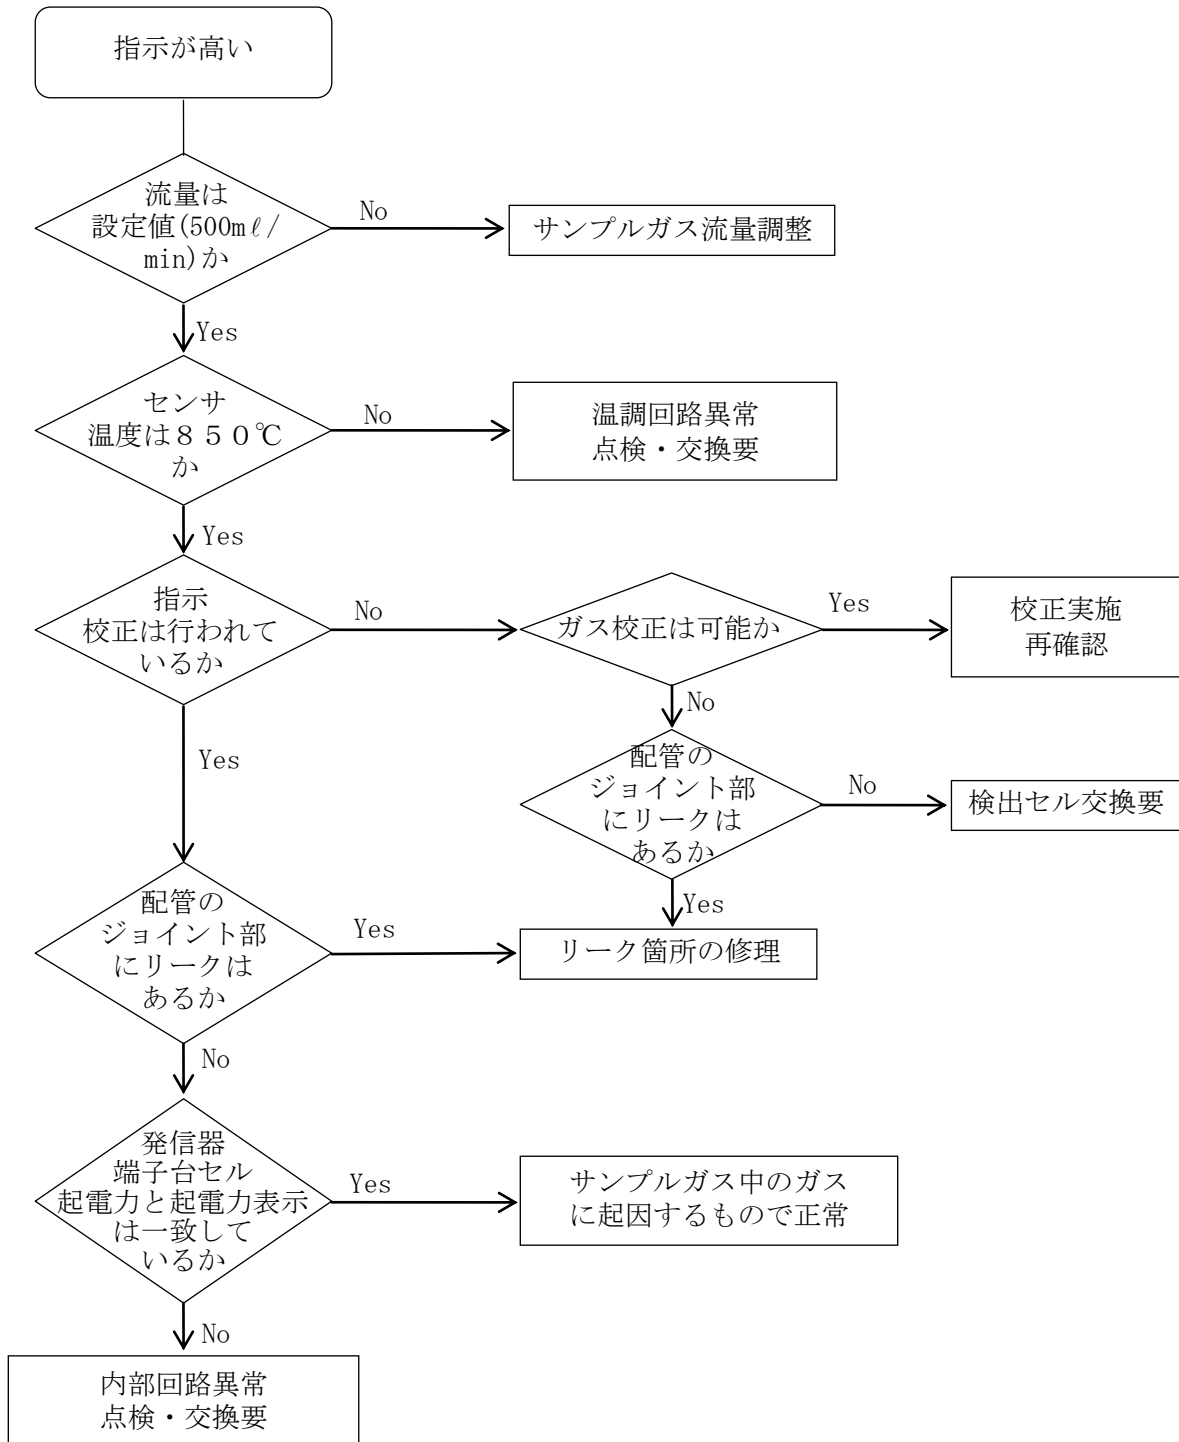 指示が高い
流量は
設定値(500mℓ/
min)か
No
サンプルガス流量調整
Yes
センサ
温度は８５０℃
か
No
温調回路異常
点検・交換要
Yes
指示
校正は行われて
いるか
No
ガス校正は可能か
Yes
校正実施
再確認
No
Yes
配管の
ジョイント部
にリークは
あるか
No
検出セル交換要
Yes
配管の
ジョイント部
にリークは
あるか
Yes
リーク箇所の修理
No
発信器
端子台セル
起電力と起電力表示
は一致して
いるか
Yes
サンプルガス中のガス
に起因するもので正常
No
内部回路異常
点検・交換要